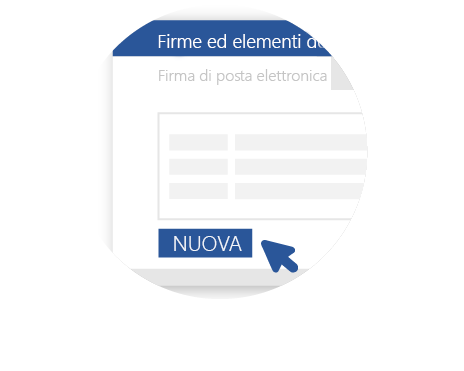 Firme ed elementi
Firma di posta elettronica
NUOVA